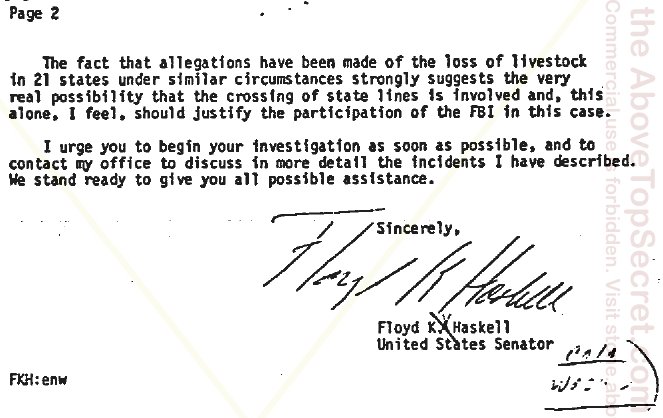 Page 2
The fact that allegations have been made of the loss of livestock
in 21 states under similar circumstances strongly suggests the very
real possibility that the crossing of state lines is involved and, this
alone, I feel, should justify the participation of the FBI in this case.
I urge you to begin your investigation as soon as possible, and to
contact my office to discuss in more detail the incidents I have described.
We stand ready to give you all possible assistance.
Sincerely,
Floyd K Haskell
Floyd K. Haskell
United States Senator
FKH:enw
the AboveTopSecret.com
Commercial use is forbidden. Visit